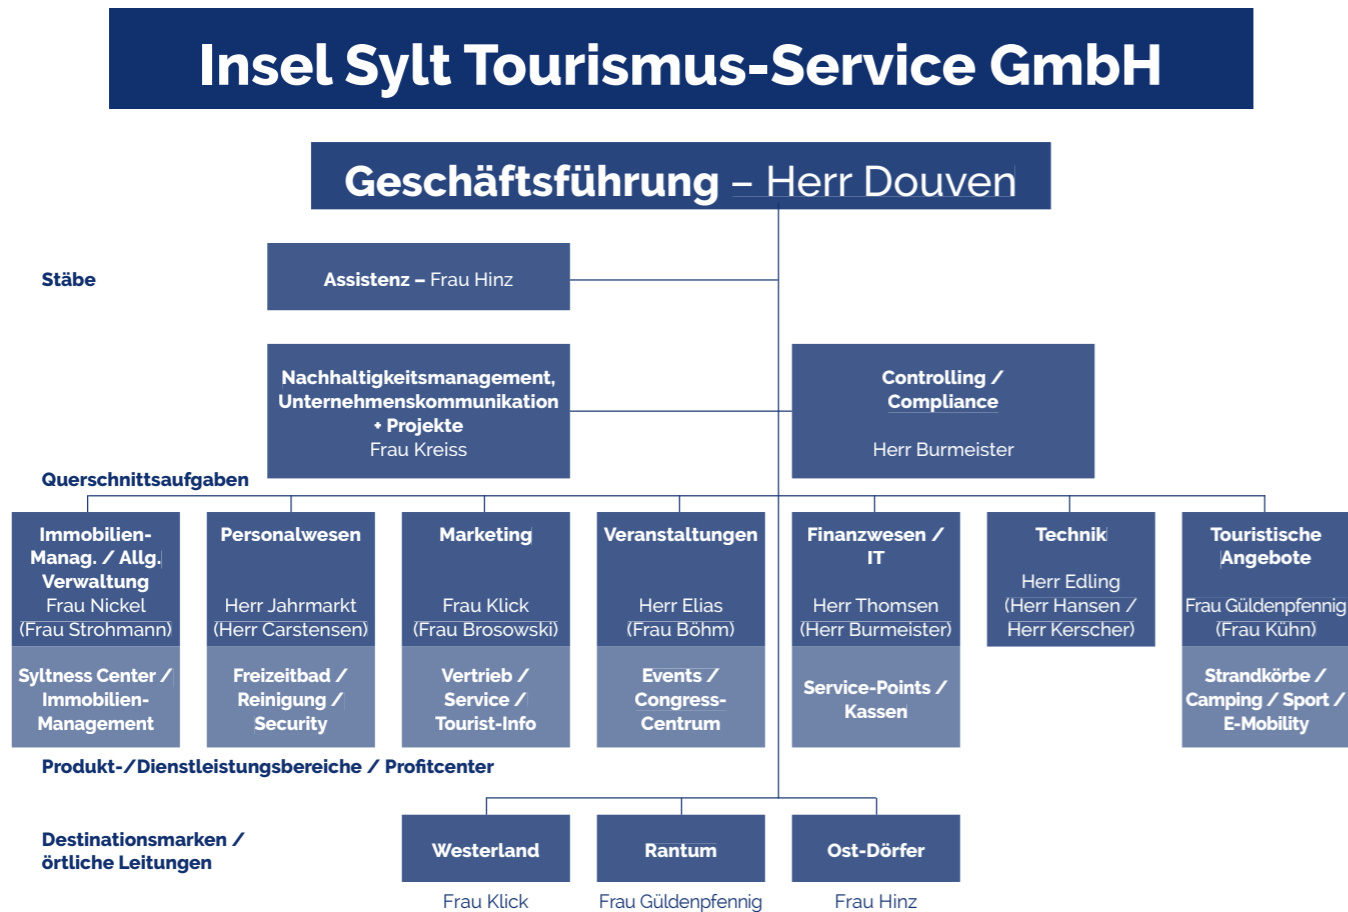 Insel Sylt Tourismus-Service GmbH
Geschäftsführung – Herr Douven
Stäbe
Assistenz – Frau Hinz
Nachhaltigkeitsmanagement,
Unternehmenskommunikation
+ Projekte
Frau Kreiss
Controlling /
Compliance
Herr Burmeister
Querschnittsaufgaben
Immobilien-
Manag. / Allg.
Verwaltung
Frau Nickel
(Frau Strohmann)
Personalwesen
Herr Jahrmarkt
(Herr Carstensen)
Marketing
Frau Klick
(Frau Brosowski)
Veranstaltungen
Herr Elias
(Frau Böhm)
Finanzwesen /
IT
Herr Thomsen
(Herr Burmeister)
Technik
Herr Edling
(Herr Hansen /
Herr Kerscher)
Touristische
Angebote
Frau Güldenpfennig
(Frau Kühn)
Syltness Center /
Immobilien-
Management
Freizeitbad /
Reinigung /
Security
Vertrieb /
Service /
Tourist-Info
Events /
Congress-
Centrum
Service-Points /
Kassen
Strandkörbe /
Camping / Sport /
E-Mobility
Produkt-/Dienstleistungsbereiche / Profitcenter
Destinationsmarken /
örtliche Leitungen
Westerland
Frau Klick
Rantum
Frau Güldenpfennig
Ost-Dörfer
Frau Hinz